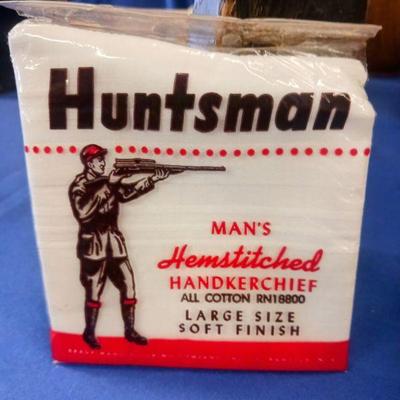 Huntsman
MAN'S
Hemstitched
HANDKERCHIEF
ALL COTTON RN18800
LARGE SIZE
SOFT FINISH